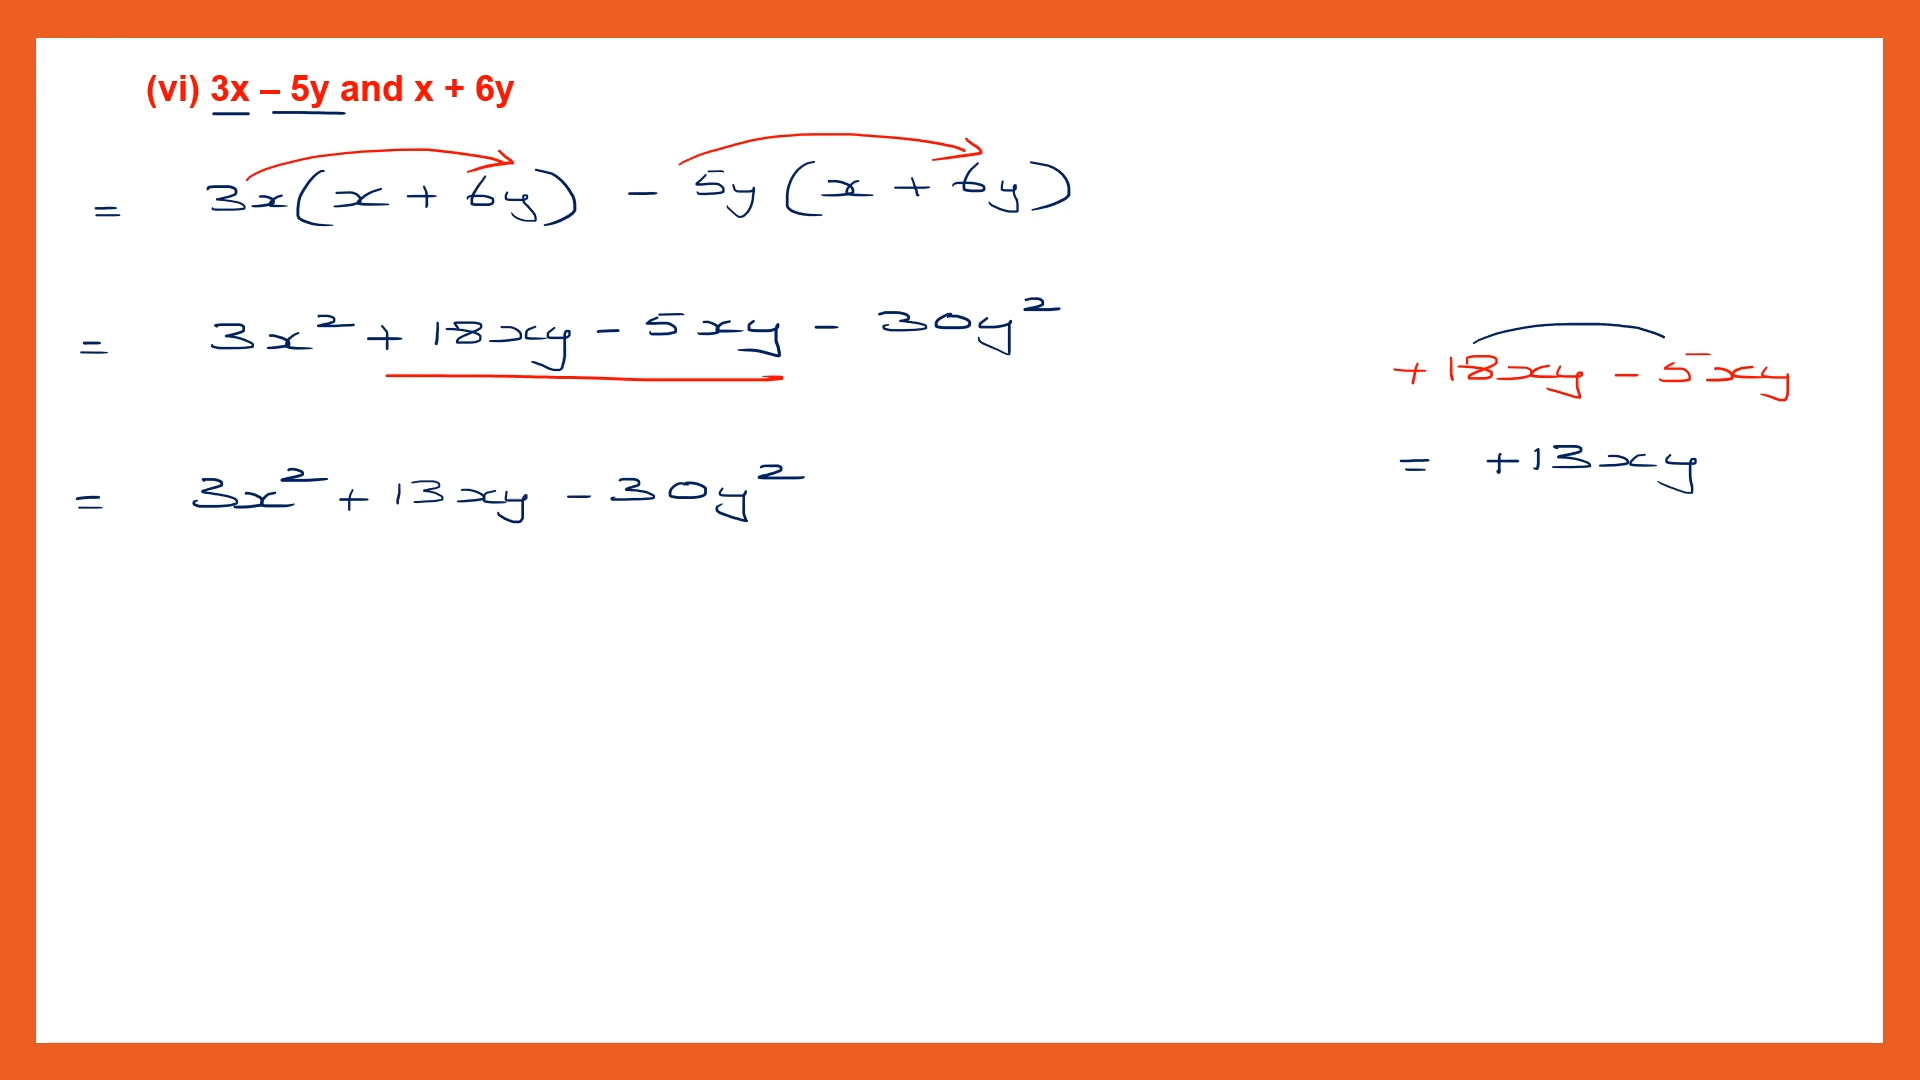 (vi) 3x – 5y and x + 6y
= 3x(x + 6y) - 5y(x + 6y)
= 3x² + 18xy - 5xy - 30y²
= 3x² + 13xy - 30y²
+ 18xy - 5xy
= +13xy